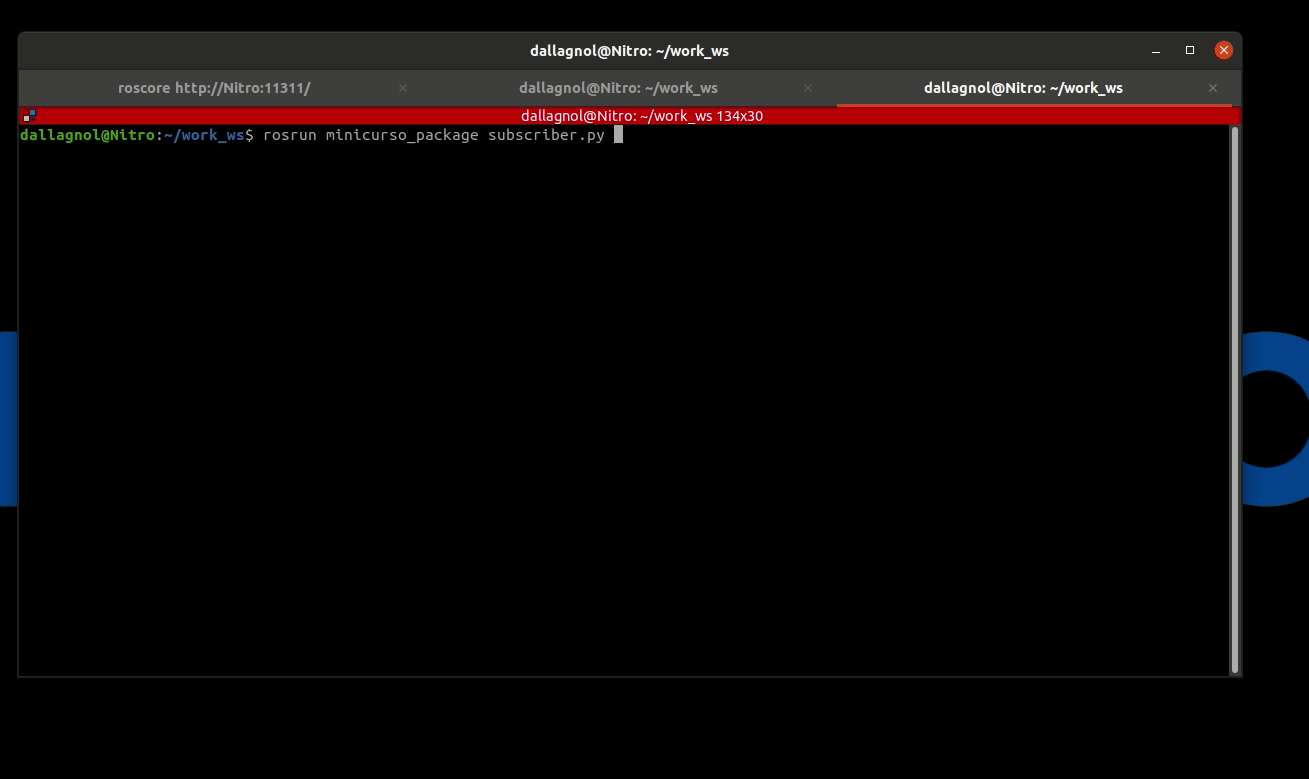 dallagnol@Nitro: ~/work_ws
roscore http://Nitro:11311/ dallagnol@Nitro: ~/work_ws dallagnol@Nitro: ~/work_ws
dallagnol@Nitro: ~/work_ws 134x30
dallagnol@Nitro:~/work_ws$ rosrun minicurso_package subscriber.py